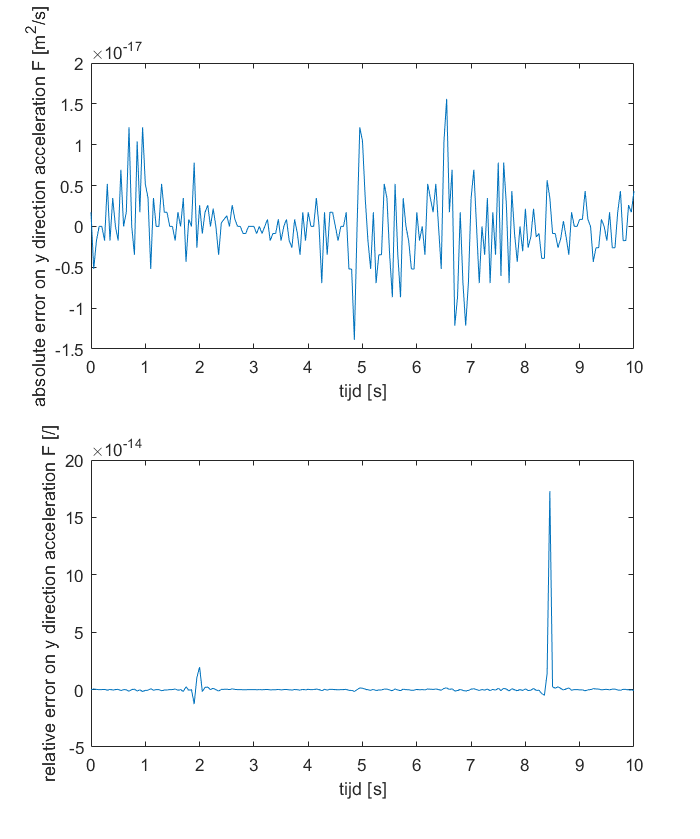 absolute error on y direction acceleration F [m²/s]
×10⁻¹⁷
2
1.5
1
0.5
0
-0.5
-1
-1.5
0 1 2 3 4 5 6 7 8 9 10
tijd [s]
relative error on y direction acceleration F [/]
×10⁻¹⁴
20
15
10
5
0
-5
0 1 2 3 4 5 6 7 8 9 10
tijd [s]